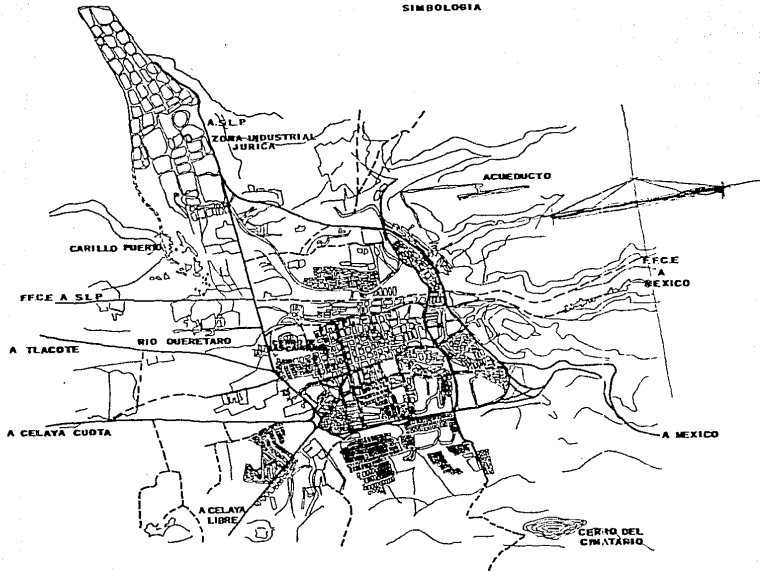 SIMBOLOGIA
A.S.L.P
ZONA INDUSTRIAL
JURICA
ACUEDUCTO
CARILLO PUERTO
F.F.C.E
A
MEXICO
FF.C.E A S.L.P
RIO QUERETARO
A TLACOTE
A CELAYA CUOTA
A MEXICO
A CELAYA
LIBRE
CERRO DEL
CIMATARIO